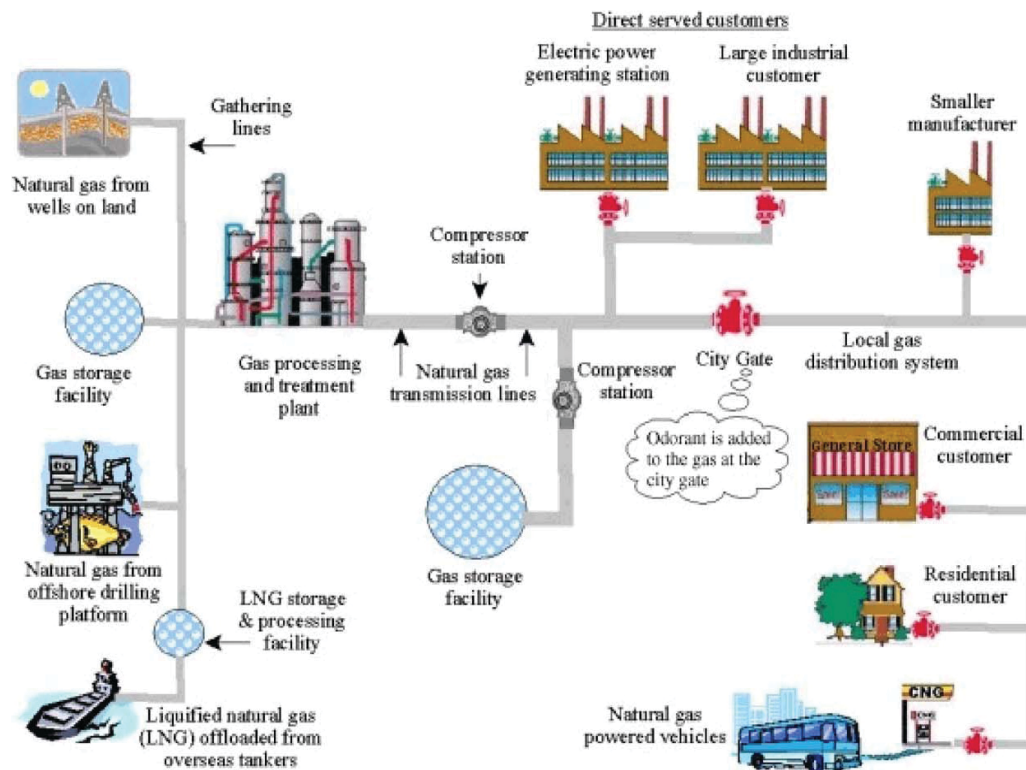 Direct served customers
Electric power
generating station
Large industrial
customer
Smaller
manufacturer
Gathering
lines
Natural gas from
wells on land
Compressor
station
Gas storage
facility
Gas processing
and treatment
plant
Natural gas
transmission lines
Compressor
station
City Gate
Local gas
distribution system
Odorant is added
to the gas at the
city gate
General Store
Commercial
customer
Natural gas from
offshore drilling
platform
Gas storage
facility
LNG storage
& processing
facility
Residential
customer
Liquified natural gas
(LNG) offloaded from
overseas tankers
Natural gas
powered vehicles
CNG
CNG